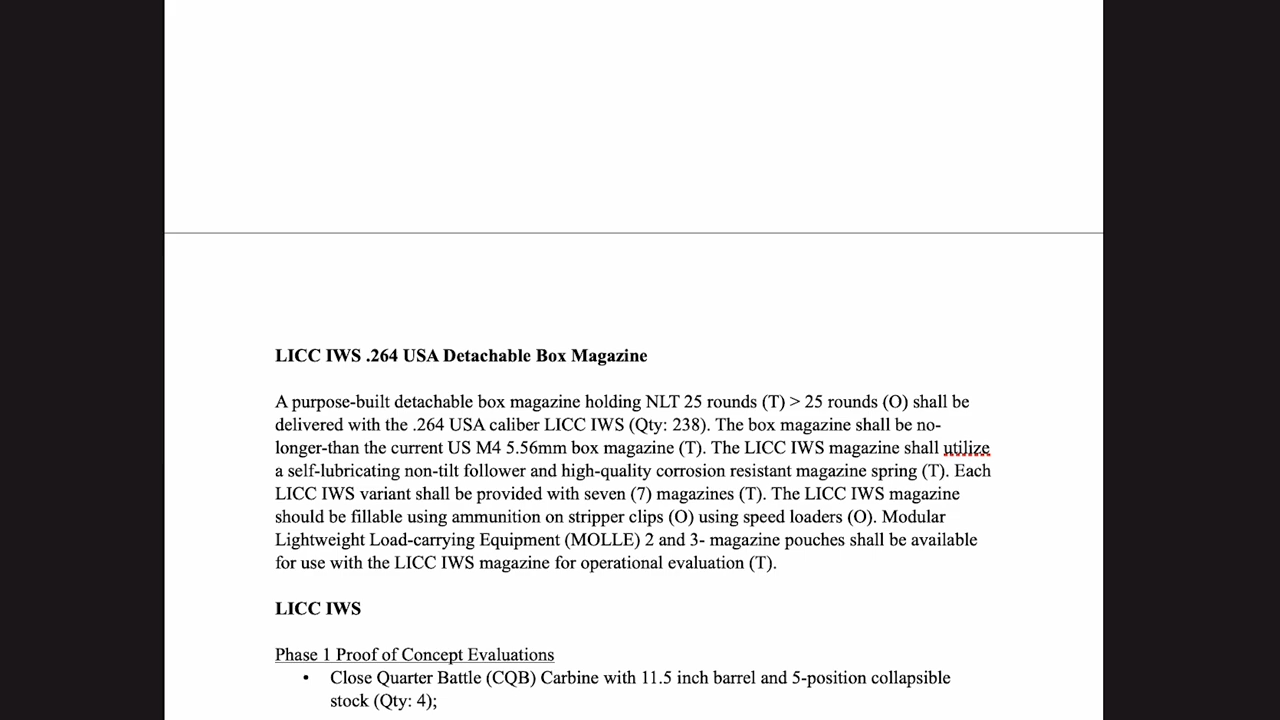 LICC IWS .264 USA Detachable Box Magazine
A purpose-built detachable box magazine holding NLT 25 rounds (T) > 25 rounds (O) shall be
delivered with the .264 USA caliber LICC IWS (Qty: 238). The box magazine shall be no-
longer-than the current US M4 5.56mm box magazine (T). The LICC IWS magazine shall utilize
a self-lubricating non-tilt follower and high-quality corrosion resistant magazine spring (T). Each
LICC IWS variant shall be provided with seven (7) magazines (T). The LICC IWS magazine
should be fillable using ammunition on stripper clips (O) using speed loaders (O). Modular
Lightweight Load-carrying Equipment (MOLLE) 2 and 3- magazine pouches shall be available
for use with the LICC IWS magazine for operational evaluation (T).
LICC IWS
Phase 1 Proof of Concept Evaluations
• Close Quarter Battle (CQB) Carbine with 11.5 inch barrel and 5-position collapsible
stock (Qty: 4);